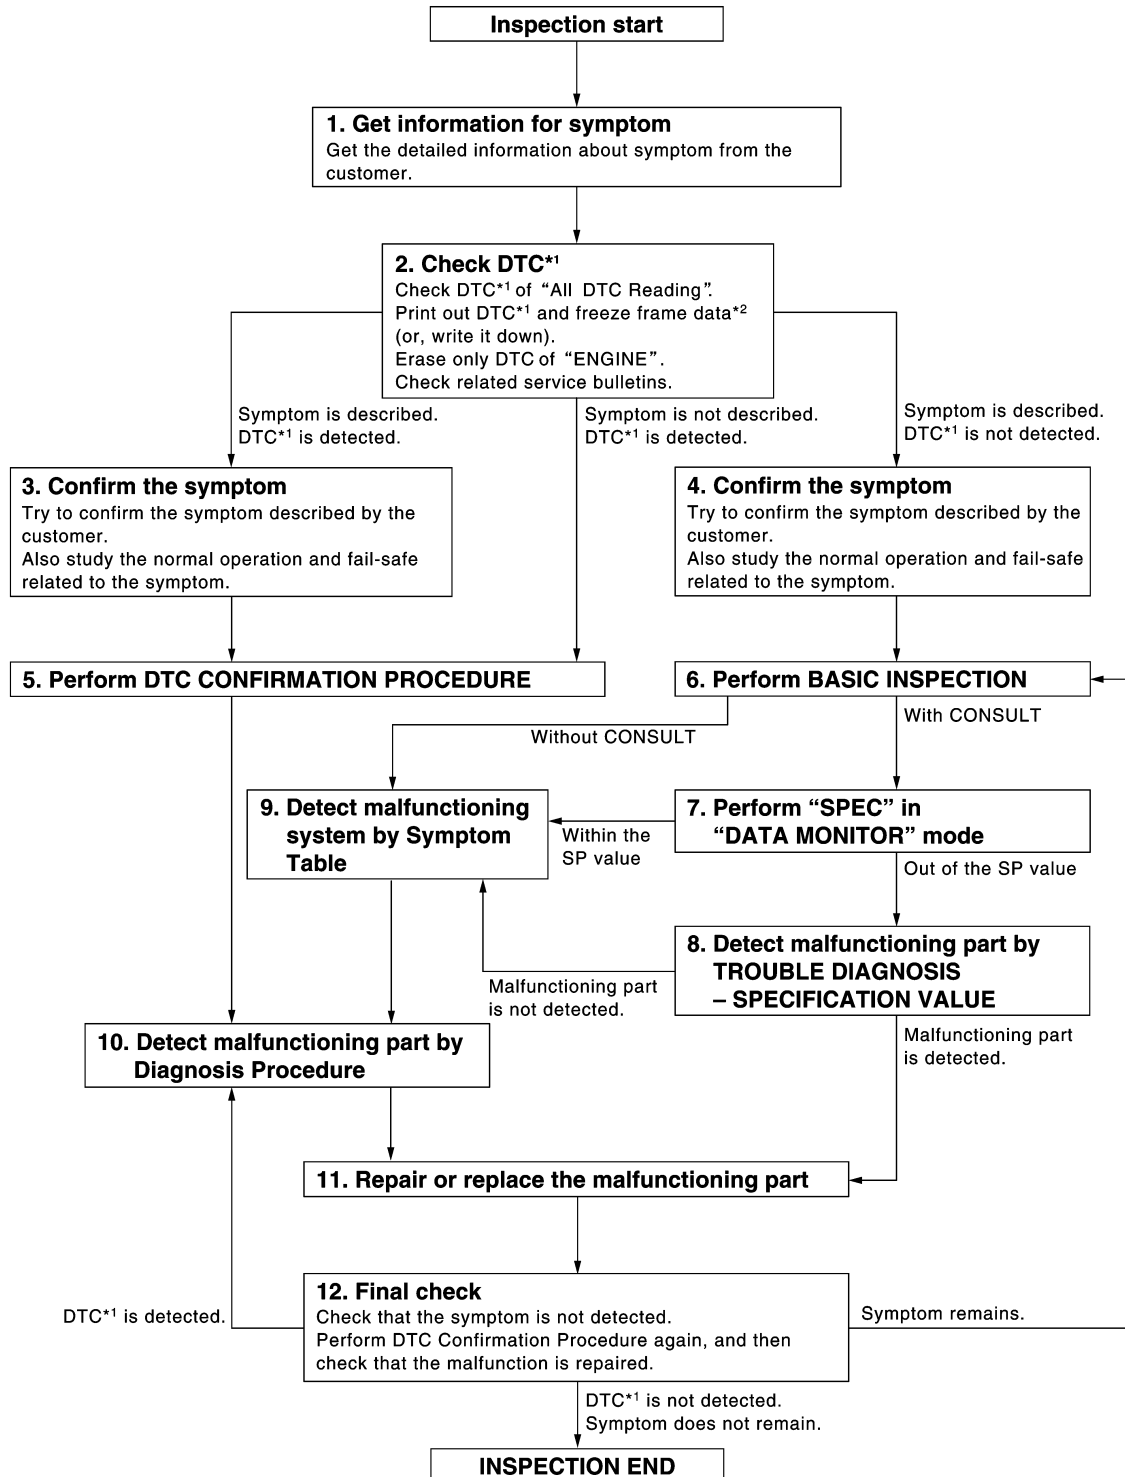 Inspection start
1. Get information for symptom
Get the detailed information about symptom from the
customer.
2. Check DTC*1
Check DTC*1 of “All DTC Reading”.
Print out DTC*1 and freeze frame data*2
(or, write it down).
Erase only DTC of “ENGINE”.
Check related service bulletins.
Symptom is described.
DTC*1 is detected.
Symptom is not described.
DTC*1 is detected.
Symptom is described.
DTC*1 is not detected.
3. Confirm the symptom
Try to confirm the symptom described by the
customer.
Also study the normal operation and fail-safe
related to the symptom.
4. Confirm the symptom
Try to confirm the symptom described by the
customer.
Also study the normal operation and fail-safe
related to the symptom.
5. Perform DTC CONFIRMATION PROCEDURE
6. Perform BASIC INSPECTION
Without CONSULT
With CONSULT
9. Detect malfunctioning
system by Symptom
Table
Within the
SP value
7. Perform “SPEC” in
“DATA MONITOR” mode
Out of the SP value
8. Detect malfunctioning part by
TROUBLE DIAGNOSIS
– SPECIFICATION VALUE
Malfunctioning part
is not detected.
Malfunctioning part
is detected.
10. Detect malfunctioning part by
Diagnosis Procedure
11. Repair or replace the malfunctioning part
12. Final check
Check that the symptom is not detected.
Perform DTC Confirmation Procedure again, and then
check that the malfunction is repaired.
DTC*1 is detected.
Symptom remains.
DTC*1 is not detected.
Symptom does not remain.
INSPECTION END